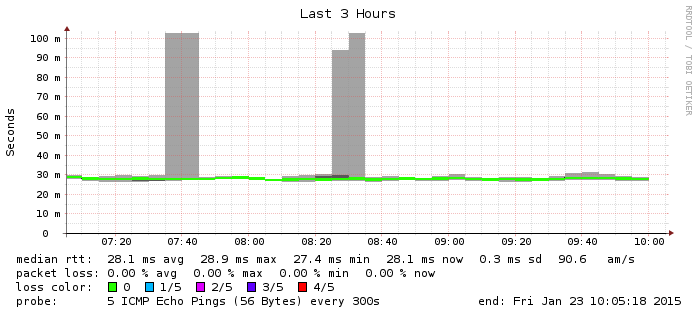 Last 3 Hours
RRDTOOL / TOBI OETIKER
Seconds
100 m
90 m
80 m
70 m
60 m
50 m
40 m
30 m
20 m
10 m
0
07:20 07:40 08:00 08:20 08:40 09:00 09:20 09:40 10:00
median rtt: 28.1 ms avg 28.9 ms max 27.4 ms min 28.1 ms now 0.3 ms sd 90.6 am/s
packet loss: 0.00 % avg 0.00 % max 0.00 % min 0.00 % now
loss color: 0 1/5 2/5 3/5 4/5
probe: 5 ICMP Echo Pings (56 Bytes) every 300s end: Fri Jan 23 10:05:18 2015